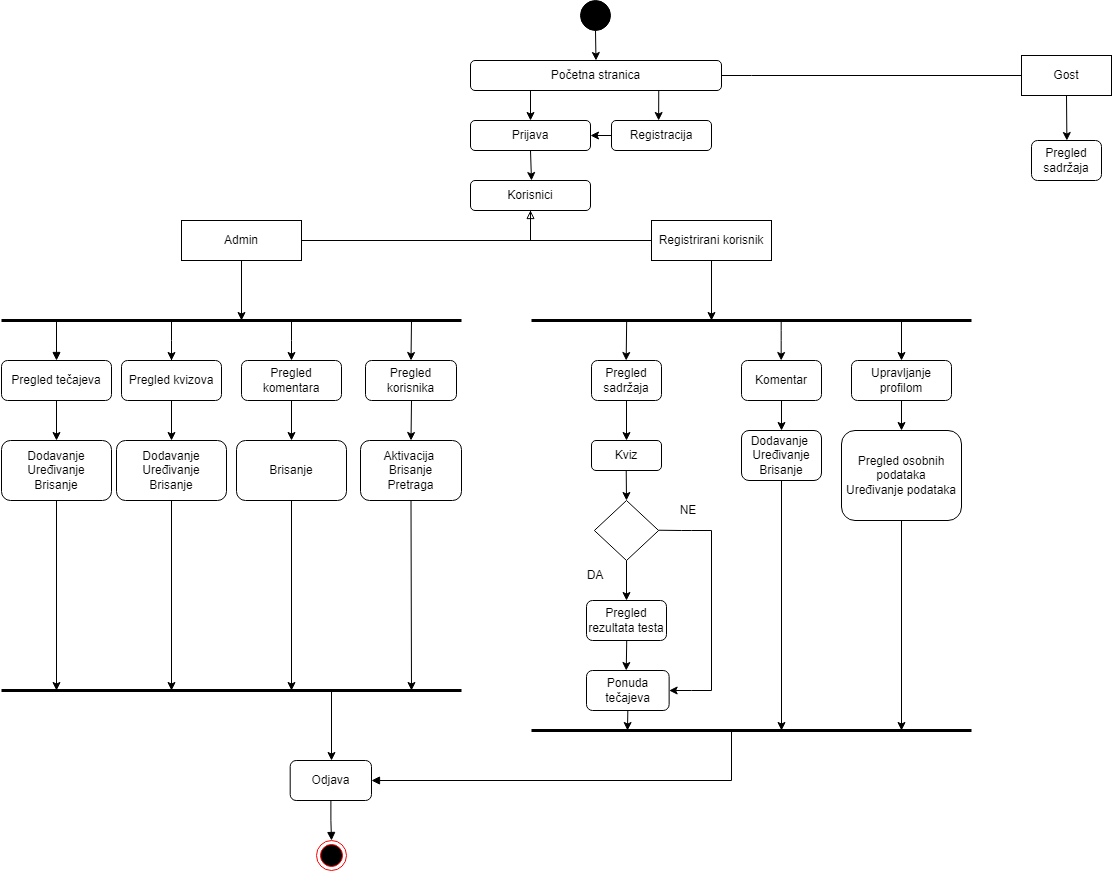 Početna stranica
Gost
Prijava
Registracija
Pregled
sadržaja
Korisnici
Admin
Registrirani korisnik
Pregled tečajeva
Pregled kvizova
Pregled
komentara
Pregled
korisnika
Pregled
sadržaja
Komentar
Upravljanje
profilom
Dodavanje
Uređivanje
Brisanje
Dodavanje
Uređivanje
Brisanje
Brisanje
Aktivacija
Brisanje
Pretraga
Kviz
Dodavanje
Uređivanje
Brisanje
Pregled osobnih
podataka
Uređivanje podataka
NE
DA
Pregled
rezultata testa
Ponuda
tečajeva
Odjava